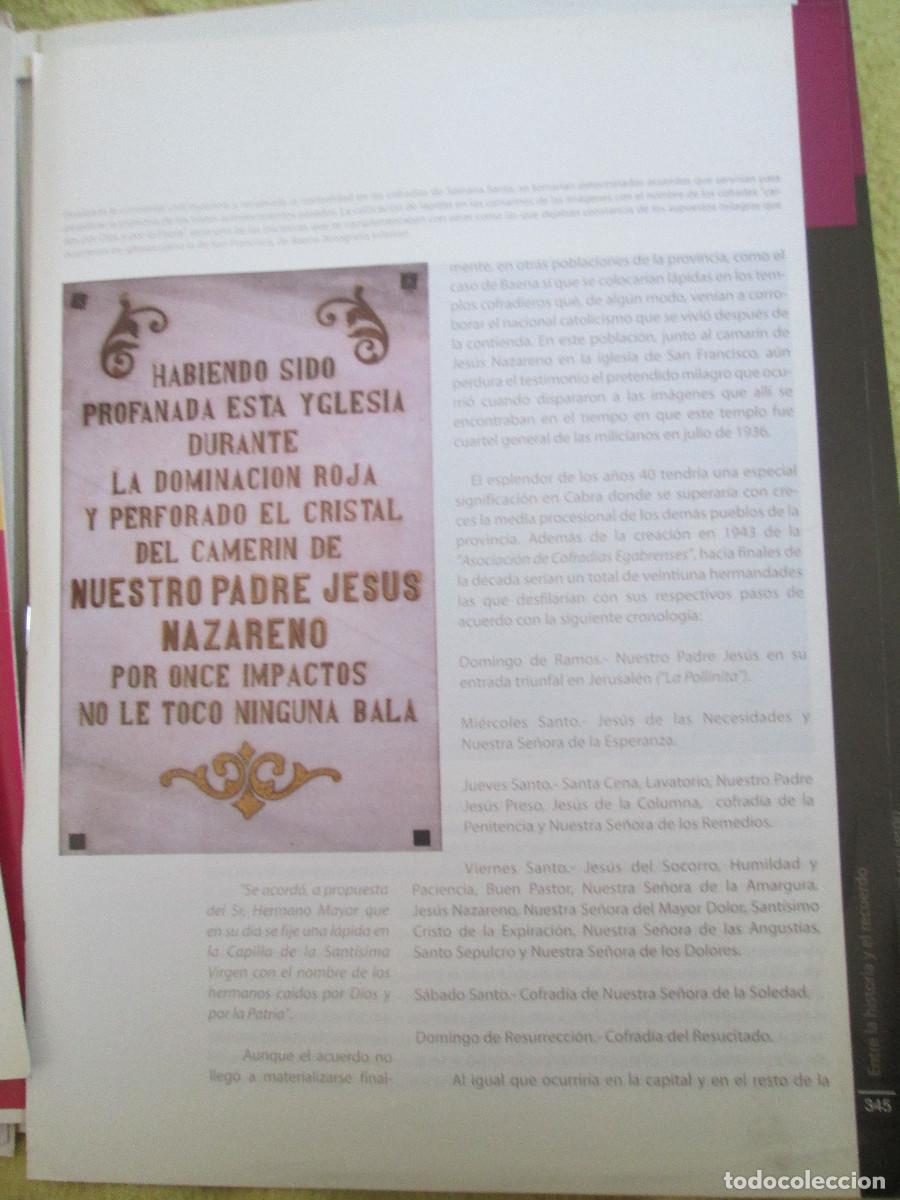 HABIENDO SIDO
PROFANADA ESTA YGLESIA
DURANTE
LA DOMINACION ROJA
Y PERFORADO EL CRISTAL
DEL CAMERIN DE
NUESTRO PADRE JESUS
NAZARENO
POR ONCE IMPACTOS
NO LE TOCO NINGUNA BALA
"Se acordó, a propuesta
del Sr. Hermano Mayor que
en su día se fije una lápida en
la Capilla de la Santísima
Virgen con el nombre de los
hermanos caídos por Dios y
por la Patria".
Aunque el acuerdo no
llegó a materializarse final-
mente, en otras poblaciones de la provincia, como el
caso de Baena sí que se colocarían lápidas en los tem-
plos cofradieros que, de algún modo, venían a corro-
borar el nacional catolicismo que se vivió después de
la contienda. En este población, junto al camarín de
Jesús Nazareno en la iglesia de San Francisco, aún
perdura el testimonio el pretendido milagro que ocu-
rrió cuando dispararon a las imágenes que allí se
encontraban en el tiempo en que este templo fue
cuartel general de las milicianos en julio de 1936.
El esplendor de los años 40 tendría una especial
significación en Cabra donde se superaría con cre-
ces la media procesional de los demás pueblos de la
provincia. Además de la creación en 1943 de la
"Asociación de Cofradías Egabrenses", hacia finales de
la década serían un total de veintiuna hermandades
las que desfilarían con sus respectivos pasos de
acuerdo con la siguiente cronología:
Domingo de Ramos.- Nuestro Padre Jesús en su
entrada triunfal en Jerusalén ("La Pollinita").
Miércoles Santo.- Jesús de las Necesidades y
Nuestra Señora de la Esperanza.
Jueves Santo.- Santa Cena, Lavatorio, Nuestro Padre
Jesús Preso, Jesús de la Columna, cofradía de la
Penitencia y Nuestra Señora de los Remedios.
Viernes Santo.- Jesús del Socorro, Humildad y
Paciencia, Buen Pastor, Nuestra Señora de la Amargura,
Jesús Nazareno, Nuestra Señora del Mayor Dolor, Santísimo
Cristo de la Expiración, Nuestra Señora de las Angustias,
Santo Sepulcro y Nuestra Señora de los Dolores.
Sábado Santo.- Cofradía de Nuestra Señora de la Soledad.
Domingo de Resurrección.- Cofradía del Resucitado.
Al igual que ocurriría en la capital y en el resto de la
Entre la historia y el recuerdo
345
todocoleccion